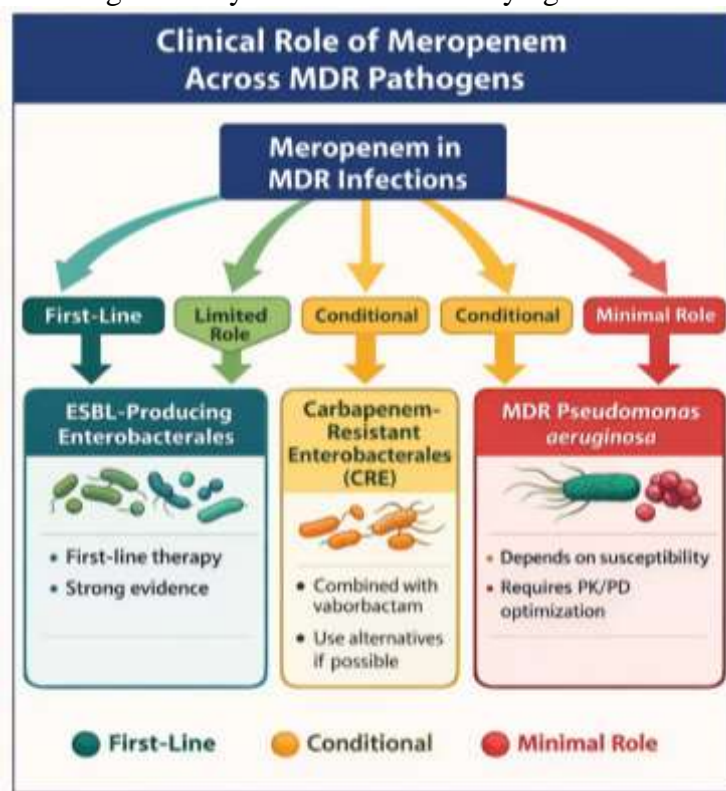 Clinical Role of Meropenem
Across MDR Pathogens
Meropenem in
MDR Infections
First-Line
Limited
Role
Conditional
Conditional
Minimal Role
ESBL-Producing
Enterobacterales
• First-line therapy
• Strong evidence
Carbapenem-
Resistant
Enterobacterales
(CRE)
• Combined with
vaborbactam
• Use alternatives
if possible
MDR Pseudomonas
aeruginosa
• Depends on susceptibility
• Requires PK/PD
optimization
First-Line
Conditional
Minimal Role